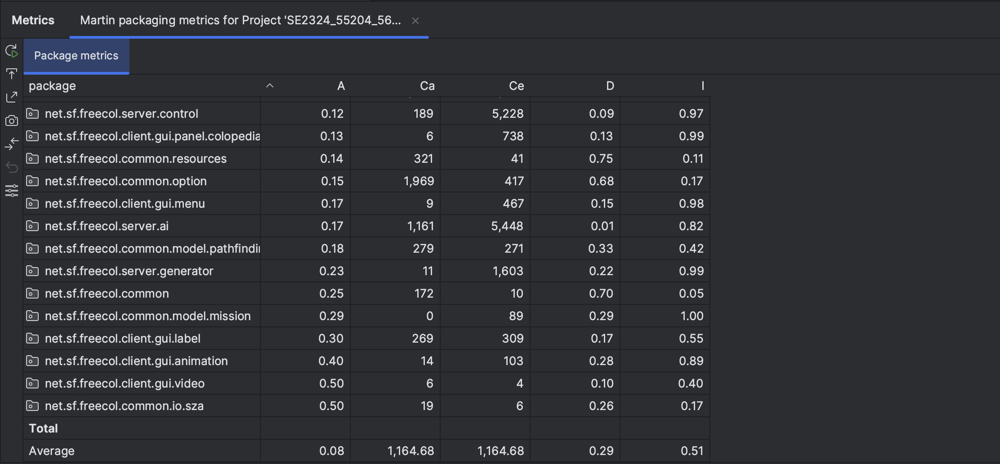 Metrics Martin packaging metrics for Project 'SE2324_55204_56...
Package metrics
package A Ca Ce D I
net.sf.freecol.server.control 0.12 189 5,228 0.09 0.97
net.sf.freecol.client.gui.panel.colopedia 0.13 6 738 0.13 0.99
net.sf.freecol.common.resources 0.14 321 41 0.75 0.11
net.sf.freecol.common.option 0.15 1,969 417 0.68 0.17
net.sf.freecol.client.gui.menu 0.17 9 467 0.15 0.98
net.sf.freecol.server.ai 0.17 1,161 5,448 0.01 0.82
net.sf.freecol.common.model.pathfindin 0.18 279 271 0.33 0.42
net.sf.freecol.server.generator 0.23 11 1,603 0.22 0.99
net.sf.freecol.common 0.25 172 10 0.70 0.05
net.sf.freecol.common.model.mission 0.29 0 89 0.29 1.00
net.sf.freecol.client.gui.label 0.30 269 309 0.17 0.55
net.sf.freecol.client.gui.animation 0.40 14 103 0.28 0.89
net.sf.freecol.client.gui.video 0.50 6 4 0.10 0.40
net.sf.freecol.common.io.sza 0.50 19 6 0.26 0.17
Total
Average 0.08 1,164.68 1,164.68 0.29 0.51